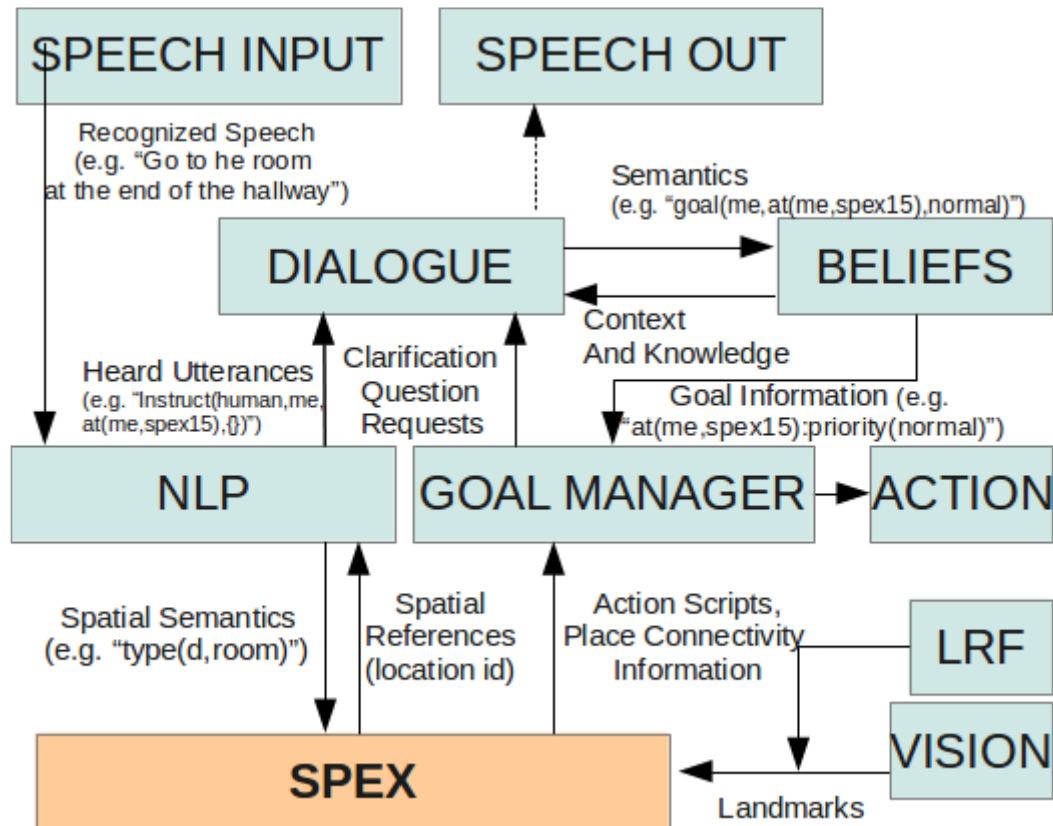 SPEECH INPUT
SPEECH OUT
Recognized Speech
(e.g. “Go to he room
at the end of the hallway”)
Semantics
(e.g. “goal(me,at(me,spex15),normal)”)
DIALOGUE
BELIEFS
Context
And Knowledge
Heard Utterances
(e.g. “Instruct(human,me,
at(me,spex15),{})”)
Clarification
Question
Requests
Goal Information (e.g.
“at(me,spex15):priority(normal)”)
NLP
GOAL MANAGER
ACTION
Spatial Semantics
(e.g. “type(d,room)”)
Spatial
References
(location id)
Action Scripts,
Place Connectivity
Information
LRF
VISION
SPEX
Landmarks